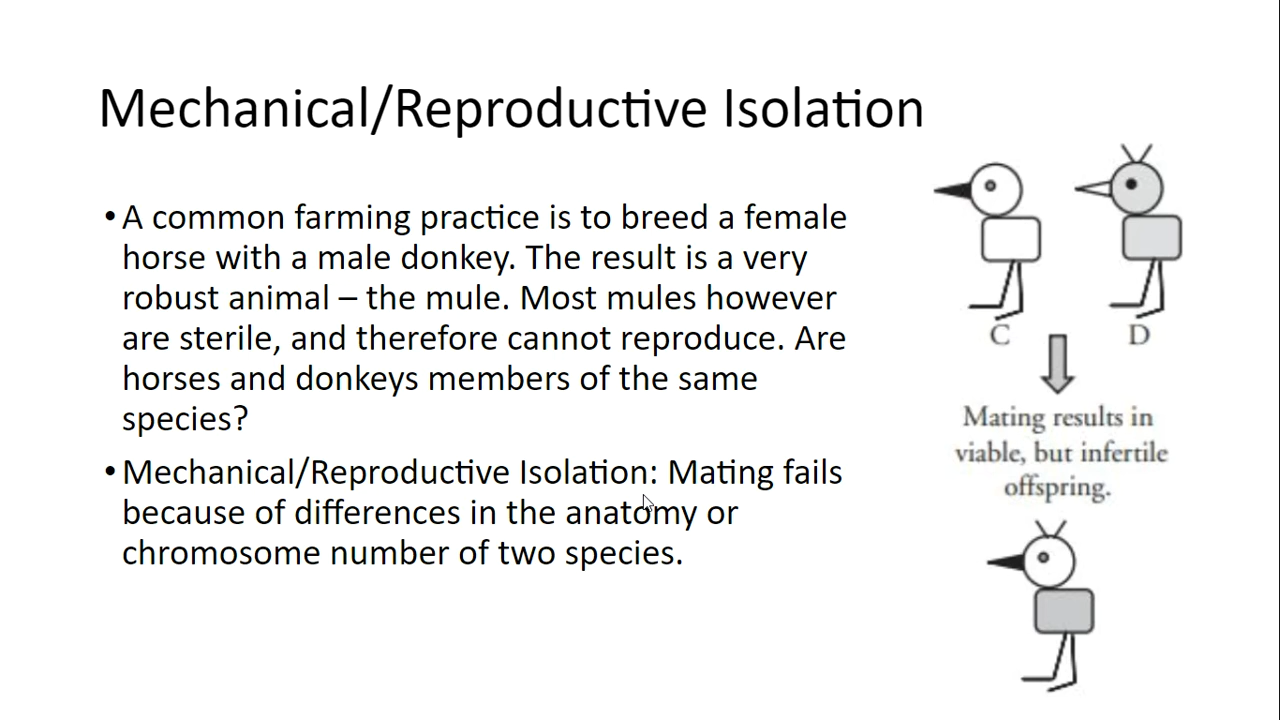 Mechanical/Reproductive Isolation
•A common farming practice is to breed a female
horse with a male donkey. The result is a very
robust animal – the mule. Most mules however
are sterile, and therefore cannot reproduce. Are
horses and donkeys members of the same
species?
•Mechanical/Reproductive Isolation: Mating fails
because of differences in the anatomy or
chromosome number of two species.
C D
Mating results in
viable, but infertile
offspring.